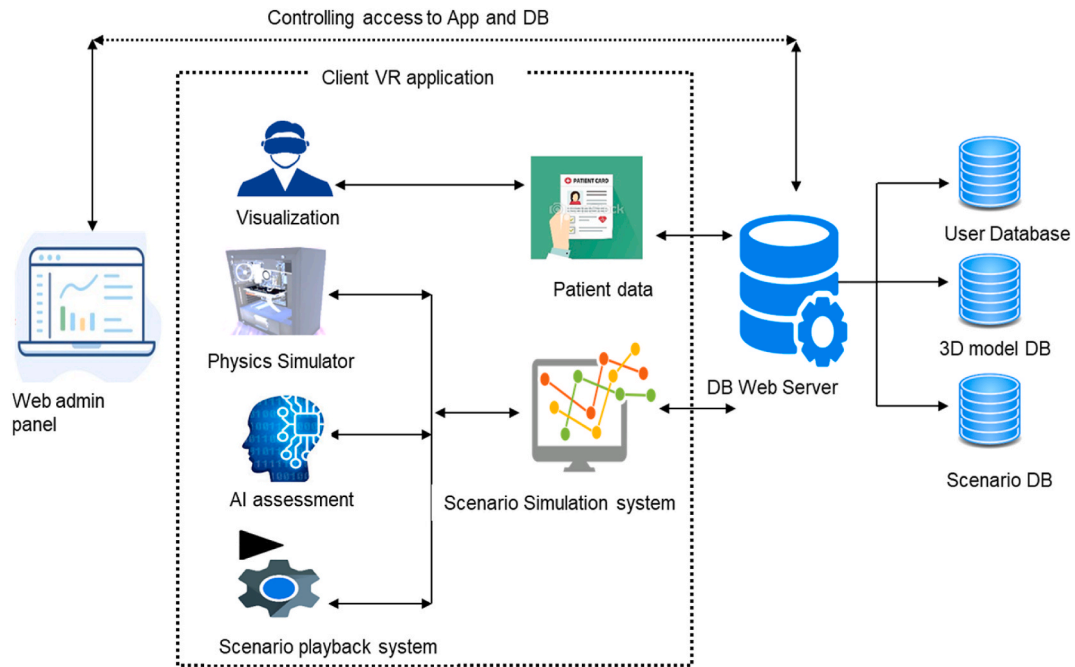 Controlling access to App and DB
Client VR application
PATIENT CARD
Visualization
User Database
Patient data
Physics Simulator
3D model DB
DB Web Server
Web admin
panel
AI assessment
Scenario Simulation system
Scenario DB
Scenario playback system